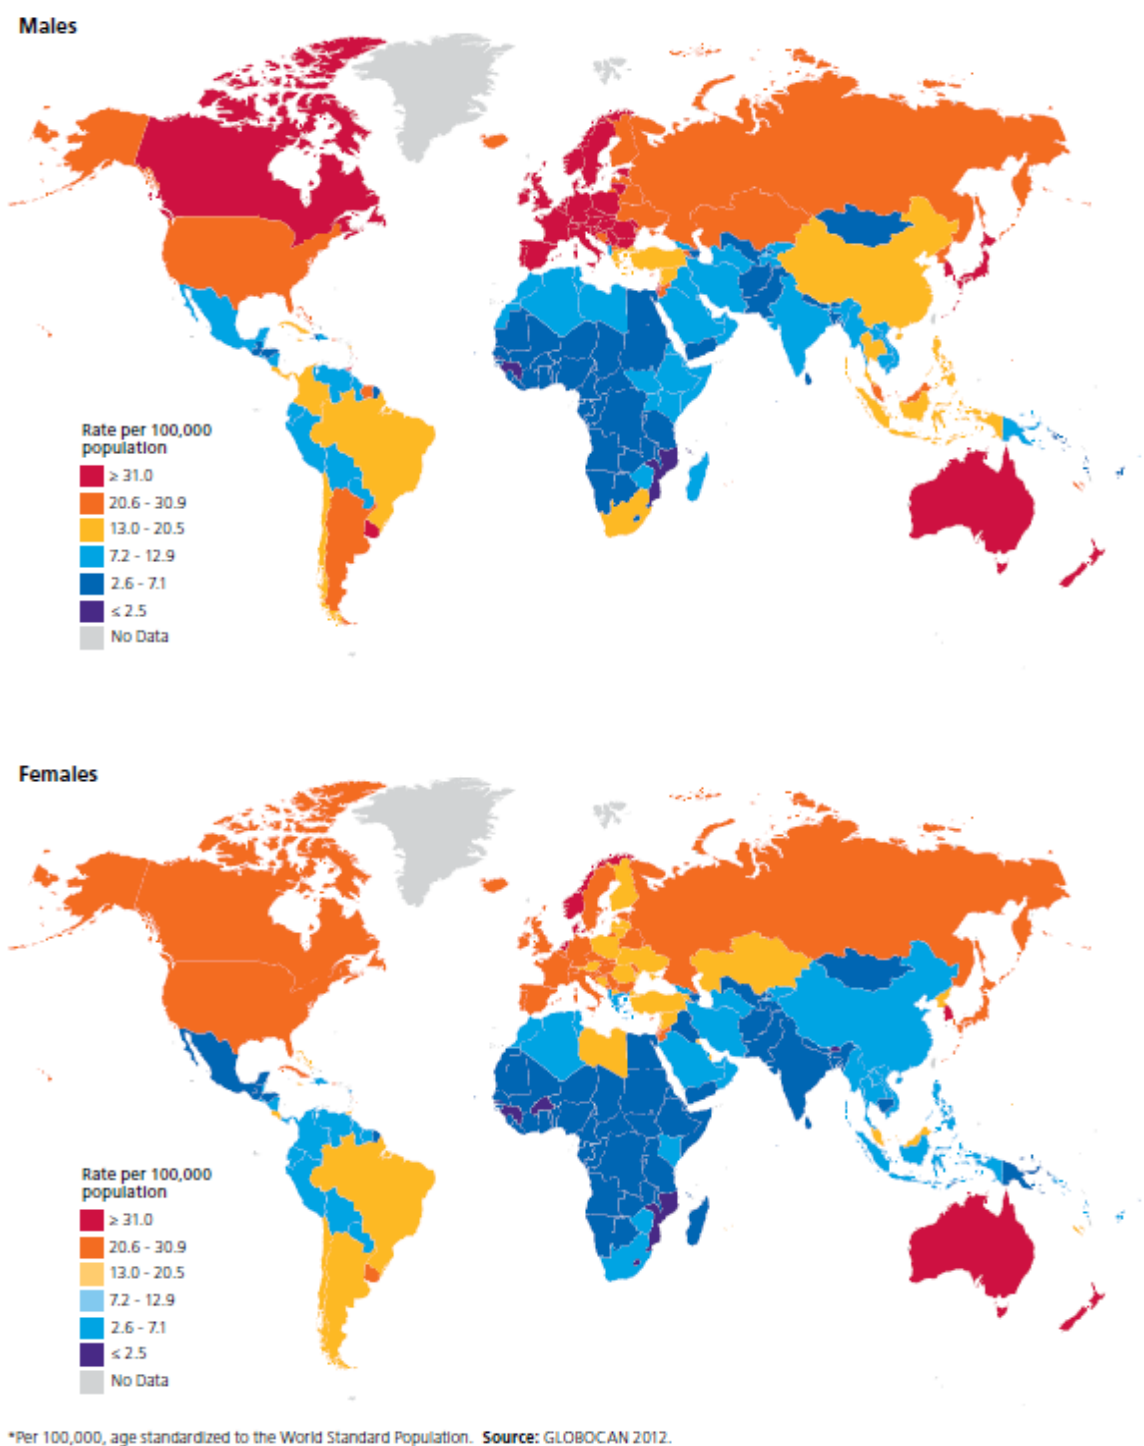 Males
Rate per 100,000
population
≥ 31.0
20.6 - 30.9
13.0 - 20.5
7.2 - 12.9
2.6 - 7.1
≤ 2.5
No Data
Females
Rate per 100,000
population
≥ 31.0
20.6 - 30.9
13.0 - 20.5
7.2 - 12.9
2.6 - 7.1
≤ 2.5
No Data
*Per 100,000, age standardized to the World Standard Population. Source: GLOBOCAN 2012.